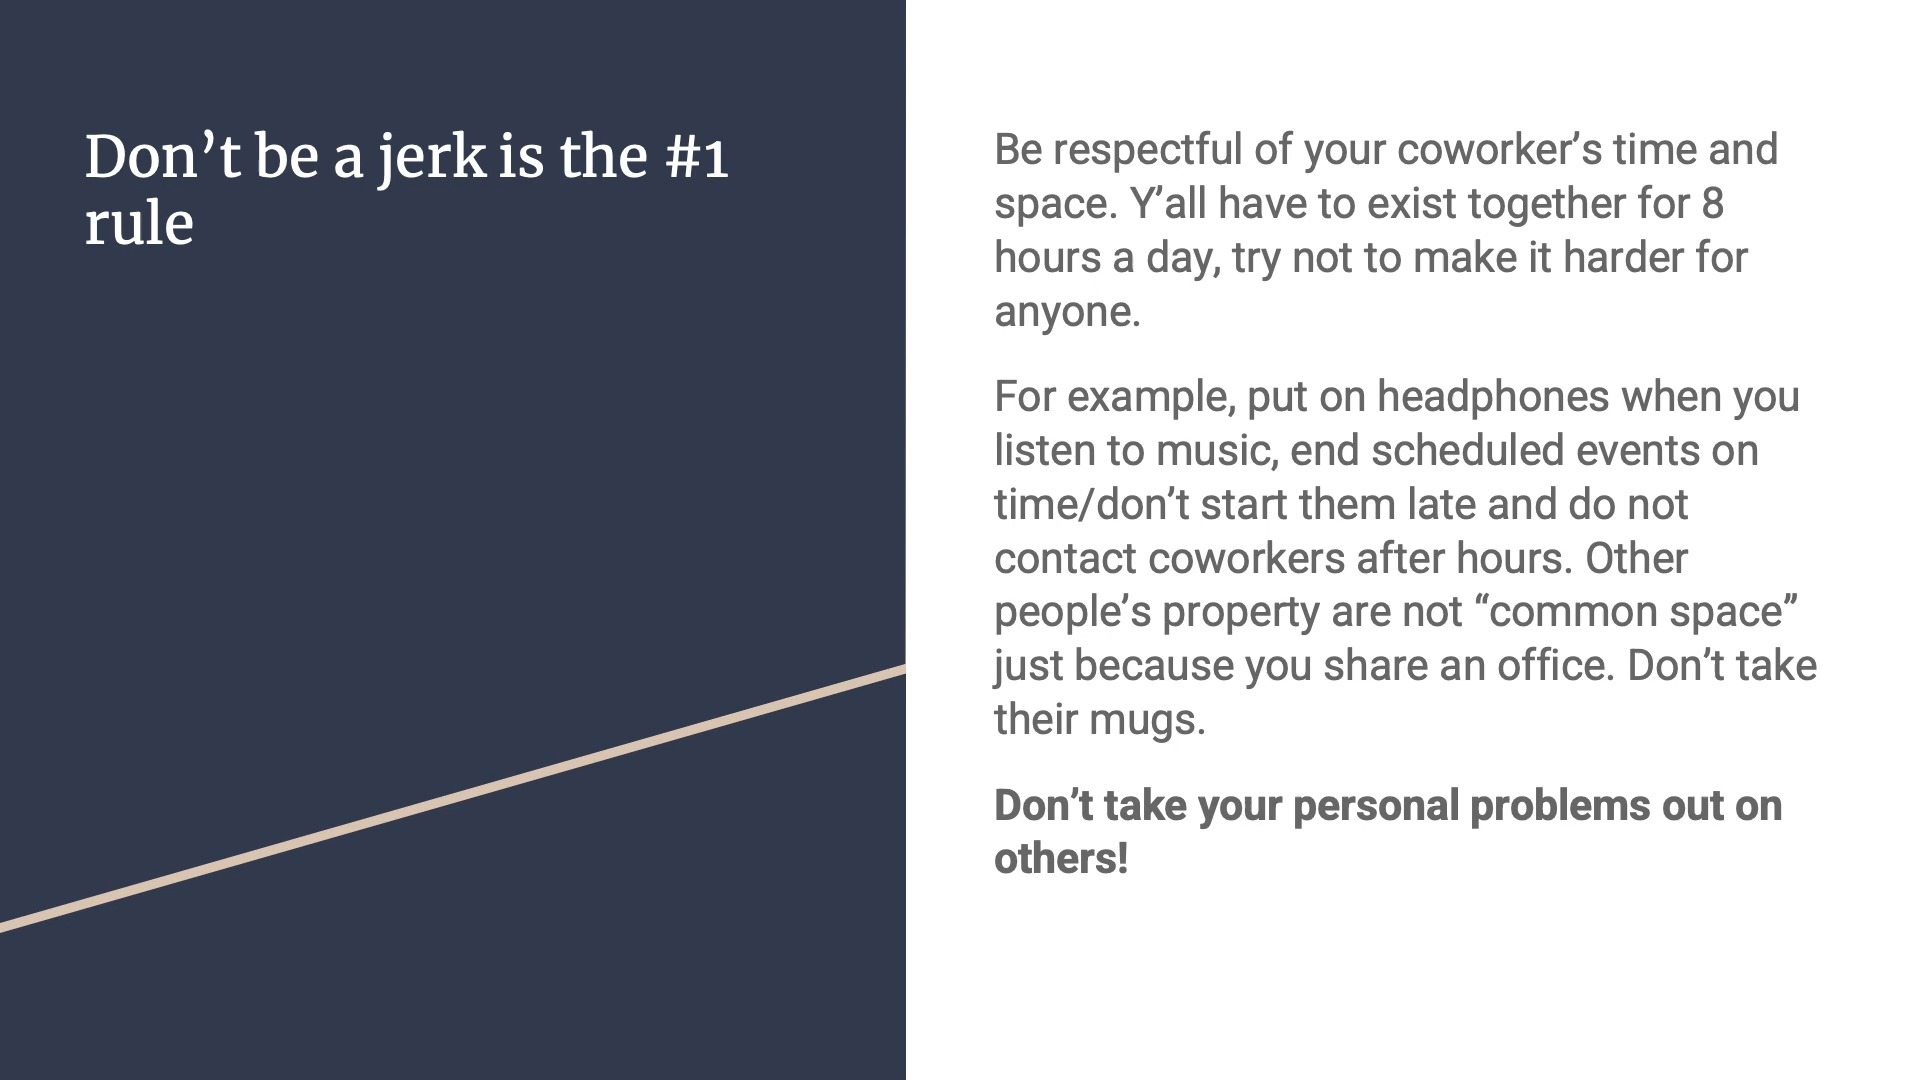 Don’t be a jerk is the #1
rule
Be respectful of your coworker’s time and
space. Y’all have to exist together for 8
hours a day, try not to make it harder for
anyone.
For example, put on headphones when you
listen to music, end scheduled events on
time/don’t start them late and do not
contact coworkers after hours. Other
people’s property are not “common space”
just because you share an office. Don’t take
their mugs.
Don’t take your personal problems out on
others!